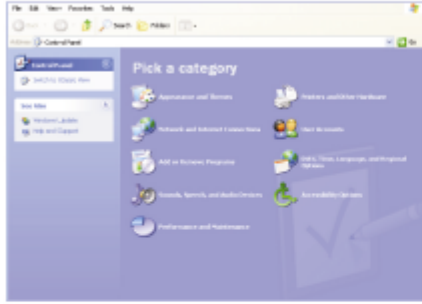 File Edit View Favorites Tools Help
Search Folders
Address Control Panel Go
Control Panel
Switch to Classic View
See Also
Windows Update
Help and Support
Pick a category
Appearance and Themes
Printers and Other Hardware
Network and Internet Connections
User Accounts
Add or Remove Programs
Date, Time, Language, and Regional
Options
Sounds, Speech, and Audio Devices
Accessibility Options
Performance and Maintenance